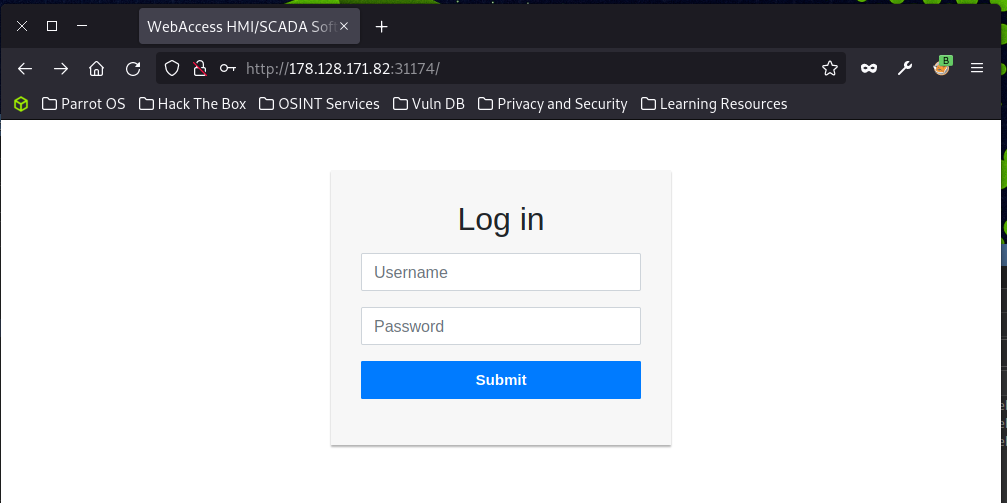 WebAccess HMI/SCADA Soft
http://178.128.171.82:31174/
B
Parrot OS Hack The Box OSINT Services Vuln DB Privacy and Security Learning Resources
Log in
Username
Password
Submit